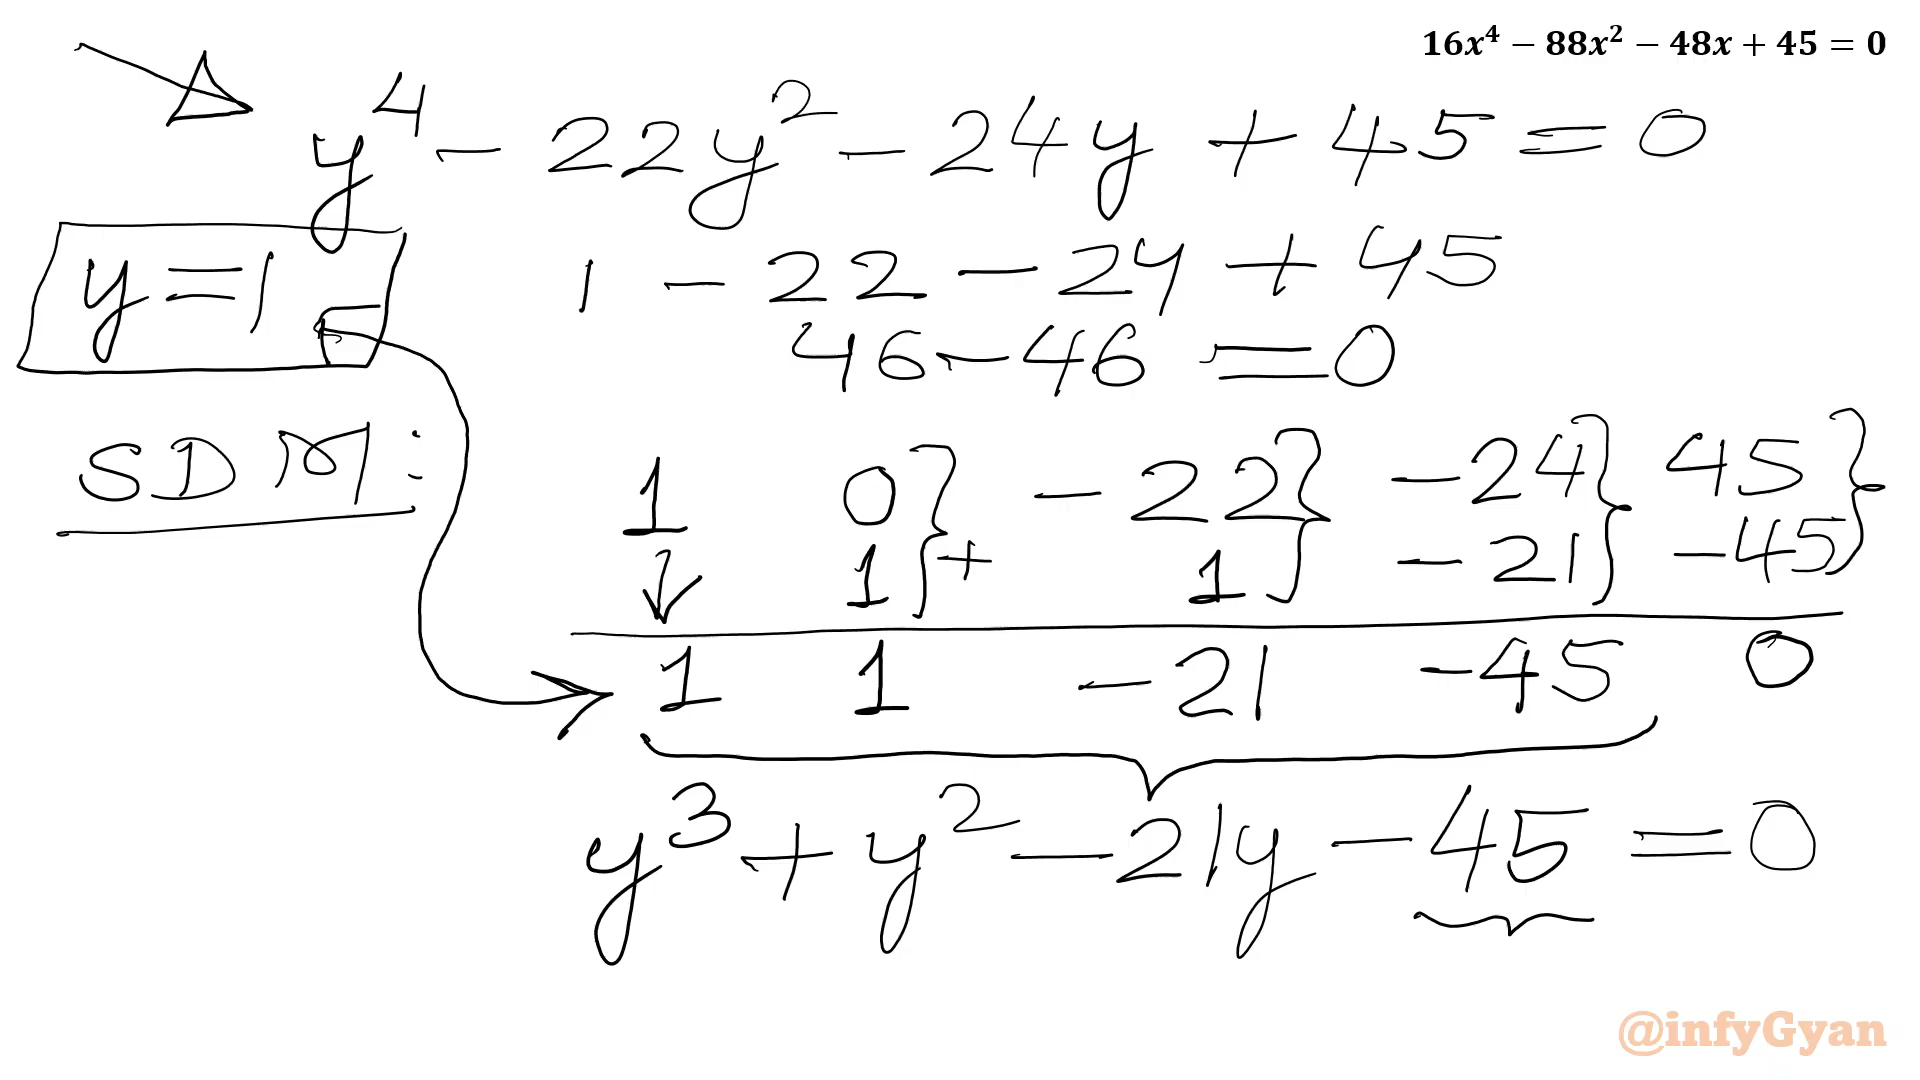 16x⁴ − 88x² − 48x + 45 = 0
y⁴ − 22y² − 24y + 45 = 0
y = 1
1 − 22 − 24 + 45
46 − 46 = 0
SDM:
1 0 } + −22 } −24 } 45 }
↓ 1 1 −21 −45
1 1 −21 −45 0
y³ + y² − 21y − 45 = 0
@infyGyan